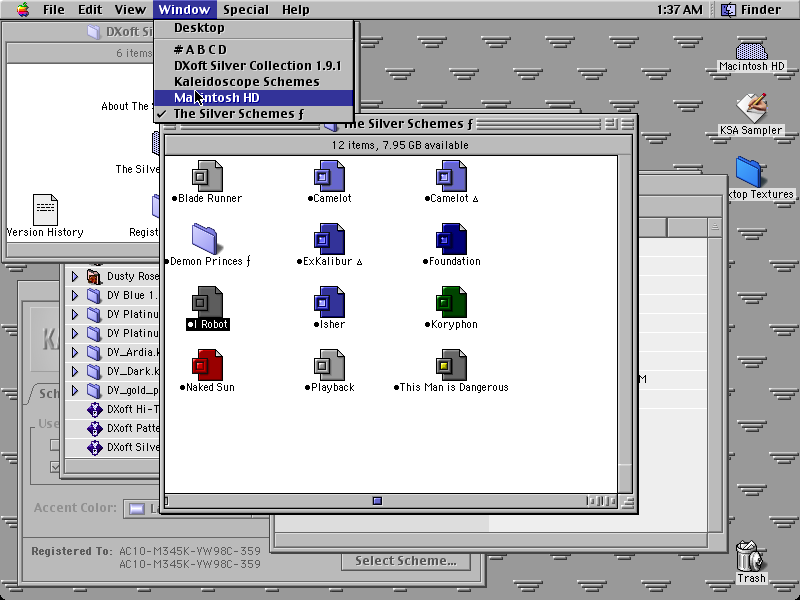 File Edit View Window Special Help 1:37 AM Finder
Desktop
# A B C D
DXoft Silver Collection 1.9.1
Kaleidoscope Schemes
Macintosh HD
✓ The Silver Schemes ƒ
DXoft Si
6 items
About The S
The Silve
Version History
Regist
The Silver Schemes ƒ
12 items, 7.95 GB available
•Blade Runner
•Camelot
•Camelot ∆
•Demon Princes ƒ
•ExKalibur ∆
•Foundation
•I Robot
•Isher
•Koryphon
•Naked Sun
•Playback
•This Man is Dangerous
Dusty Rose
DV Blue 1.
DV Platinu
DV Platinu
DV_Ardia.k
DV_Dark.k
DV_gold_p
DXoft Hi-T
DXoft Patte
DXoft Silve
K
Sch
Use
Accent Color:
Registered To: AC10-M345K-YW98C-359
AC10-M345K-YW98C-359
Select Scheme...
M
Macintosh HD
KSA Sampler
ktop Textures
Trash